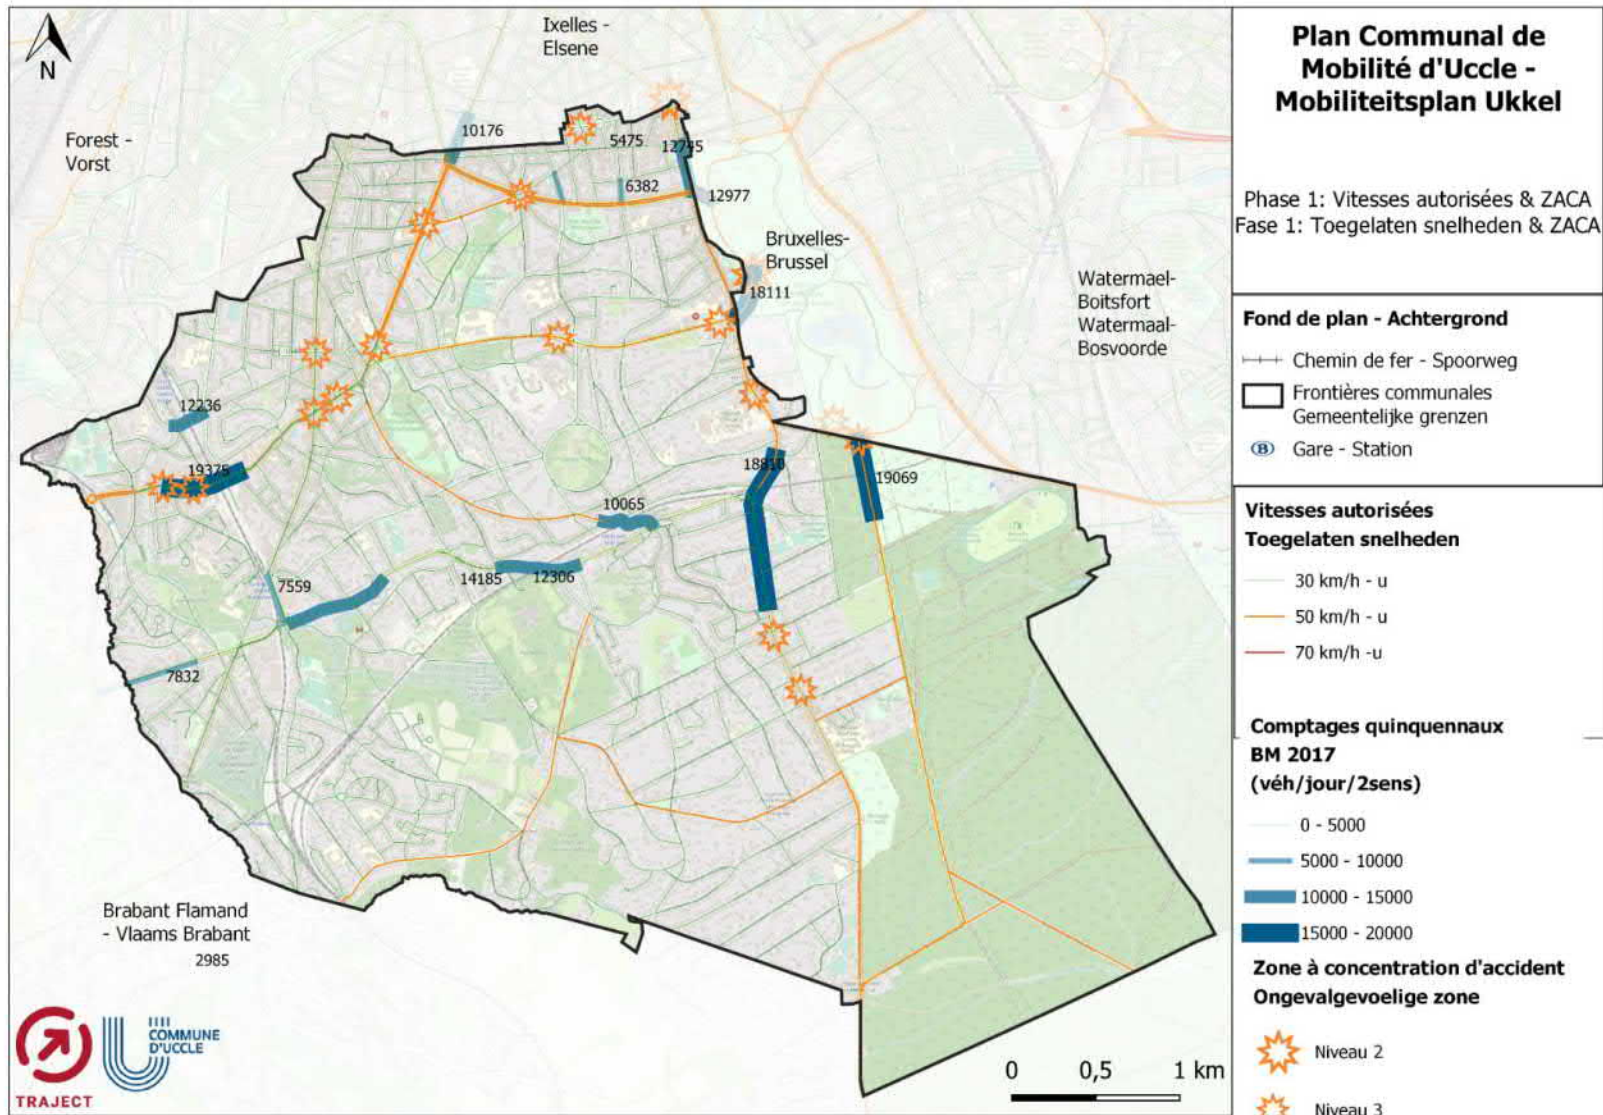 N
Ixelles -
Elsene
Forest -
Vorst
10176
5475
12745
6382
12977
Bruxelles-
Brussel
18111
Watermael-
Boitsfort
Watermaal-
Bosvoorde
12236
19375
18810
19069
10065
14185
12306
7559
7832
Brabant Flamand
- Vlaams Brabant
2985
TRAJECT
COMMUNE
D'UCCLE
0 0,5 1 km
Plan Communal de
Mobilité d'Uccle -
Mobiliteitsplan Ukkel
Phase 1: Vitesses autorisées & ZACA
Fase 1: Toegelaten snelheden & ZACA
Fond de plan - Achtergrond
Chemin de fer - Spoorweg
Frontières communales
Gemeentelijke grenzen
B Gare - Station
Vitesses autorisées
Toegelaten snelheden
30 km/h - u
50 km/h - u
70 km/h -u
Comptages quinquennaux
BM 2017
(véh/jour/2sens)
0 - 5000
5000 - 10000
10000 - 15000
15000 - 20000
Zone à concentration d'accident
Ongevalgevoelige zone
Niveau 2
Niveau 3